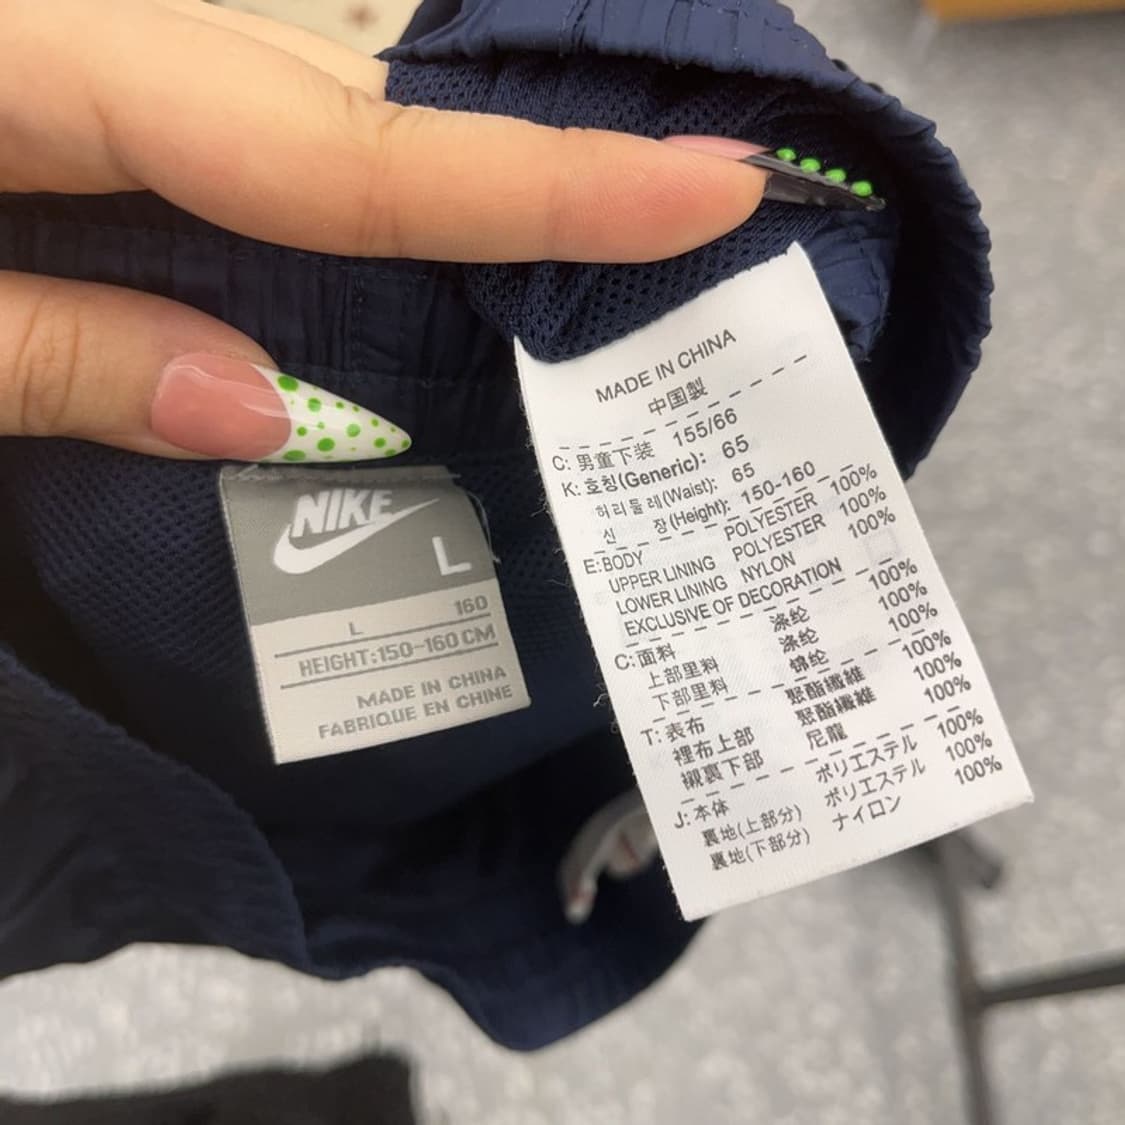 NIKE
L
L 160
HEIGHT:150-160 CM
MADE IN CHINA
FABRIQUE EN CHINE
MADE IN CHINA
中国製
C: 男童下装 155/66
K: 호칭(Generic): 65
허리둘레(Waist): 65
신 장(Height): 150-160
E:BODY POLYESTER 100%
UPPER LINING POLYESTER 100%
LOWER LINING NYLON 100%
EXCLUSIVE OF DECORATION
C:面料 涤纶 100%
上部里料 涤纶 100%
下部里料 锦纶 100%
T: 表布 聚酯纖維 100%
裡布上部 聚酯纖維 100%
襯裏下部 尼龍 100%
J: 本体 ポリエステル 100%
裏地(上部分) ポリエステル 100%
裏地(下部分) ナイロン 100%